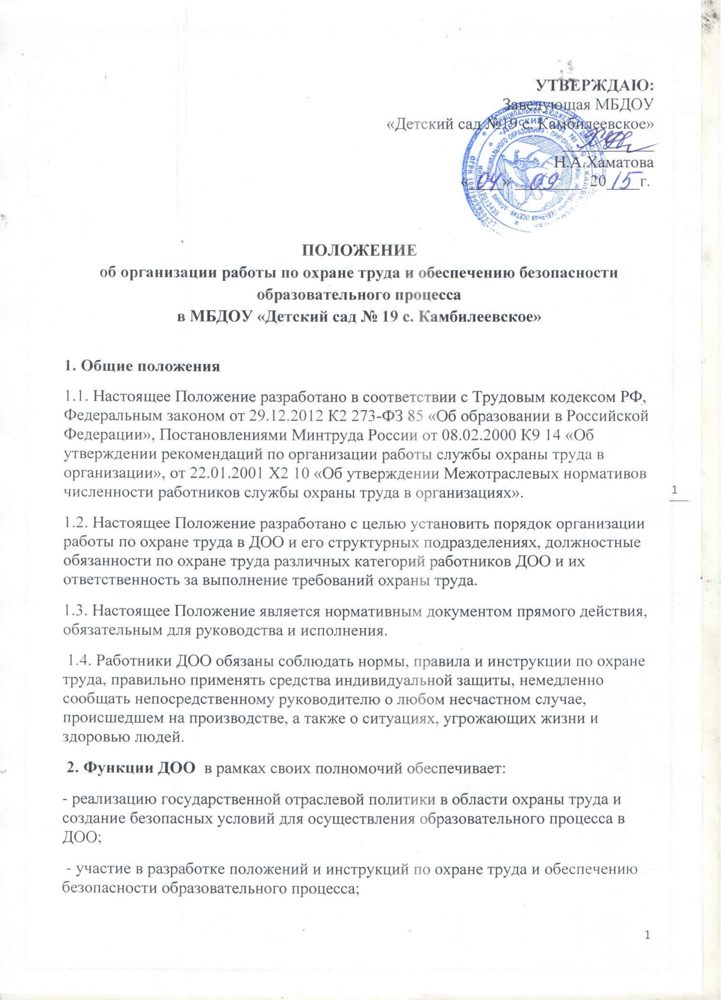 УТВЕРЖДАЮ:
Заведующая МБДОУ
«Детский сад №19 с. Камбилеевское»
Н.А.Хаматова
«04» 09 2015 г.
ПОЛОЖЕНИЕ
об организации работы по охране труда и обеспечению безопасности
образовательного процесса
в МБДОУ «Детский сад № 19 с. Камбилеевское»
1. Общие положения
1.1. Настоящее Положение разработано в соответствии с Трудовым кодексом РФ,
Федеральным законом от 29.12.2012 К2 273-ФЗ 85 «Об образовании в Российской
Федерации», Постановлениями Минтруда России от 08.02.2000 К9 14 «Об
утверждении рекомендаций по организации работы службы охраны труда в
организации», от 22.01.2001 Х2 10 «Об утверждении Межотраслевых нормативов
численности работников службы охраны труда в организациях».
1
1.2. Настоящее Положение разработано с целью установить порядок организации
работы по охране труда в ДОО и его структурных подразделениях, должностные
обязанности по охране труда различных категорий работников ДОО и их
ответственность за выполнение требований охраны труда.
1.3. Настоящее Положение является нормативным документом прямого действия,
обязательным для руководства и исполнения.
1.4. Работники ДОО обязаны соблюдать нормы, правила и инструкции по охране
труда, правильно применять средства индивидуальной защиты, немедленно
сообщать непосредственному руководителю о любом несчастном случае,
происшедшем на производстве, а также о ситуациях, угрожающих жизни и
здоровью людей.
2. Функции ДОО в рамках своих полномочий обеспечивает:
- реализацию государственной отраслевой политики в области охраны труда и
создание безопасных условий для осуществления образовательного процесса в
ДОО;
- участие в разработке положений и инструкций по охране труда и обеспечению
безопасности образовательного процесса;
1